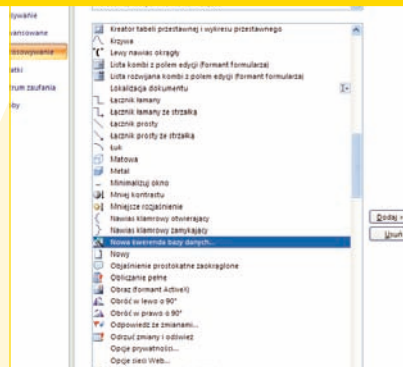 ywanie
ansowane
osowywanie
atki
rum zaufania
by
Kreator tabeli przestawnej i wykresu przestawnego
Krzywa
Lewy nawias okrągły
Lista kombi z polem edycji (formant formularza)
Lista rozwijana kombi z polem edycji (formant formularza)
Lokalizacja dokumentu
Łącznik łamany
Łącznik łamany ze strzałką
Łącznik prosty
Łącznik prosty ze strzałką
Łuk
Matowa
Metal
Minimalizuj okno
Mniej kontrastu
Mniejsze rozjaśnienie
Nawias klamrowy otwierający
Nawias klamrowy zamykający
Nowa kwerenda bazy danych...
Nowy
Objaśnienie prostokątne zaokrąglone
Obliczanie pełne
Obraz (formant ActiveX)
Obróć w lewo o 90°
Obróć w prawo o 90°
Odpowiedz ze zmianami...
Odrzuć zmiany i odśwież
Opcje prywatności...
Opcje sieci Web...
Dodaj
Usuń